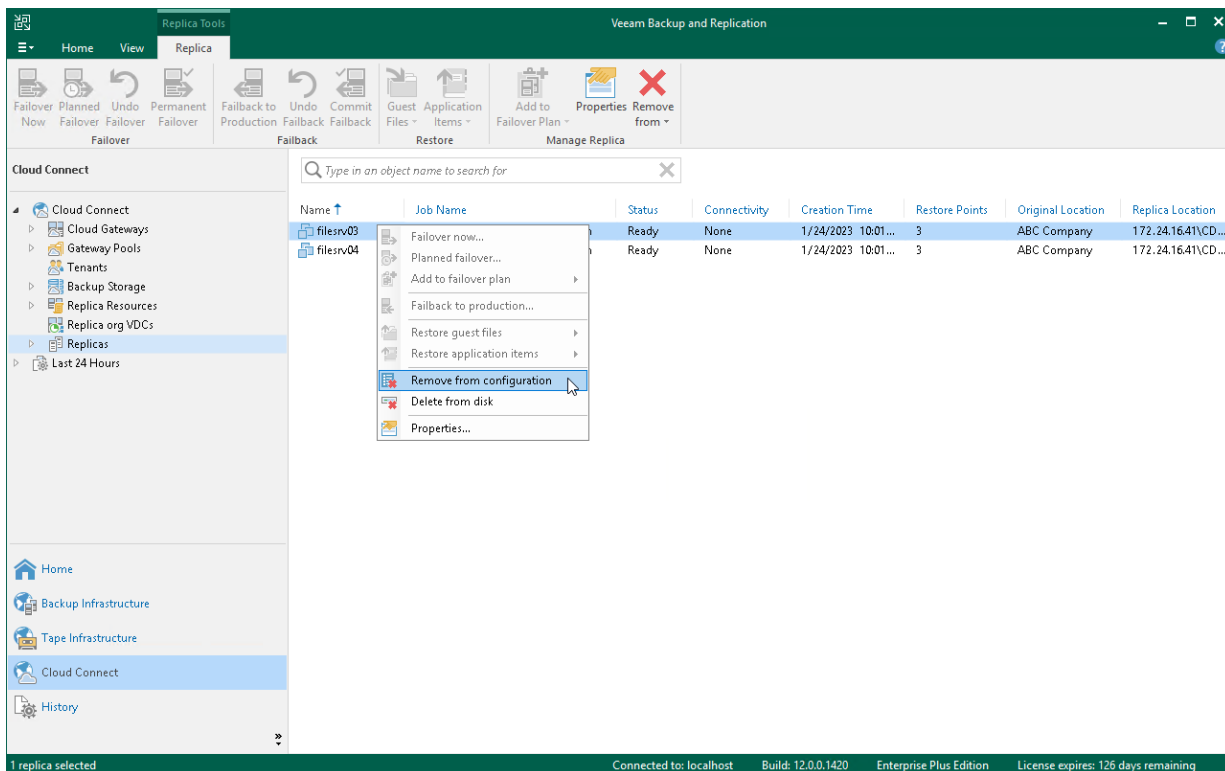 Replica Tools
Veeam Backup and Replication
Home View Replica
Failover Now
Planned Failover
Undo Failover
Permanent Failover
Failback to Production
Undo Failback
Commit Failback
Guest Files
Application Items
Add to Failover Plan
Properties
Remove from
Failover Failback Restore Manage Replica
Cloud Connect
Type in an object name to search for
Cloud Connect
Cloud Gateways
Gateway Pools
Tenants
Backup Storage
Replica Resources
Replica org VDCs
Replicas
Last 24 Hours
Name Job Name Status Connectivity Creation Time Restore Points Original Location Replica Location
filesrv03 Ready None 1/24/2023 10:01... 3 ABC Company 172.24.16.41\CD...
filesrv04 Ready None 1/24/2023 10:01... 3 ABC Company 172.24.16.41\CD...
Failover now...
Planned failover...
Add to failover plan
Failback to production...
Restore guest files
Restore application items
Remove from configuration
Delete from disk
Properties...
Home
Backup Infrastructure
Tape Infrastructure
Cloud Connect
History
1 replica selected
Connected to: localhost Build: 12.0.0.1420 Enterprise Plus Edition License expires: 126 days remaining